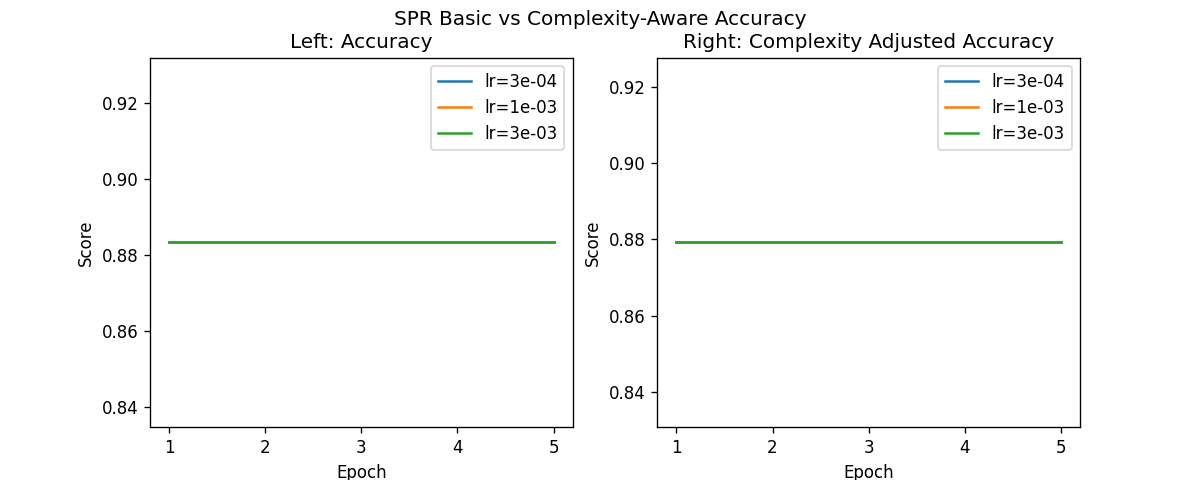 SPR Basic vs Complexity-Aware Accuracy
Left: Accuracy
Score
0.92
0.90
0.88
0.86
0.84
lr=3e-04
lr=1e-03
lr=3e-03
1 2 3 4 5
Epoch
Right: Complexity Adjusted Accuracy
Score
0.92
0.90
0.88
0.86
0.84
lr=3e-04
lr=1e-03
lr=3e-03
1 2 3 4 5
Epoch